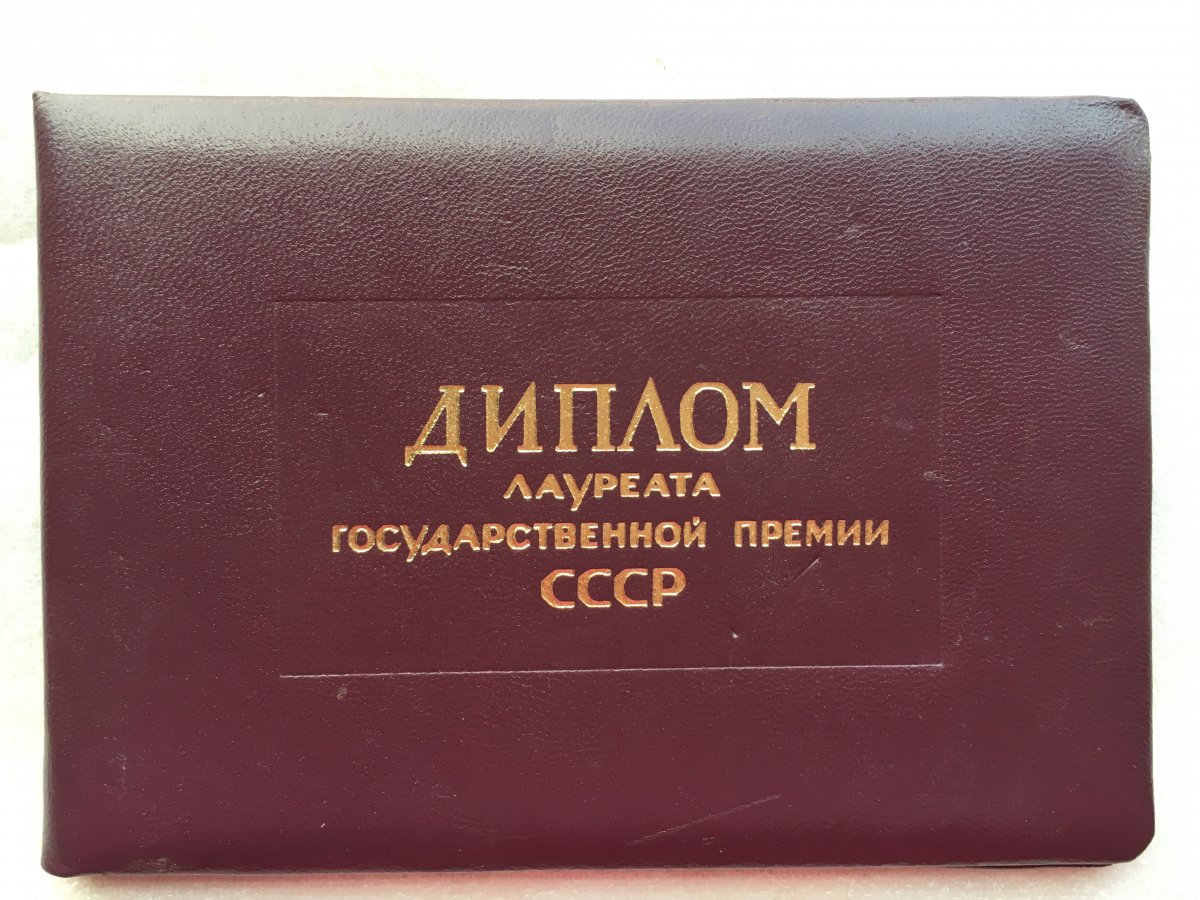 ДИПЛОМ
ЛАУРЕАТА
ГОСУДАРСТВЕННОЙ ПРЕМИИ
СССР